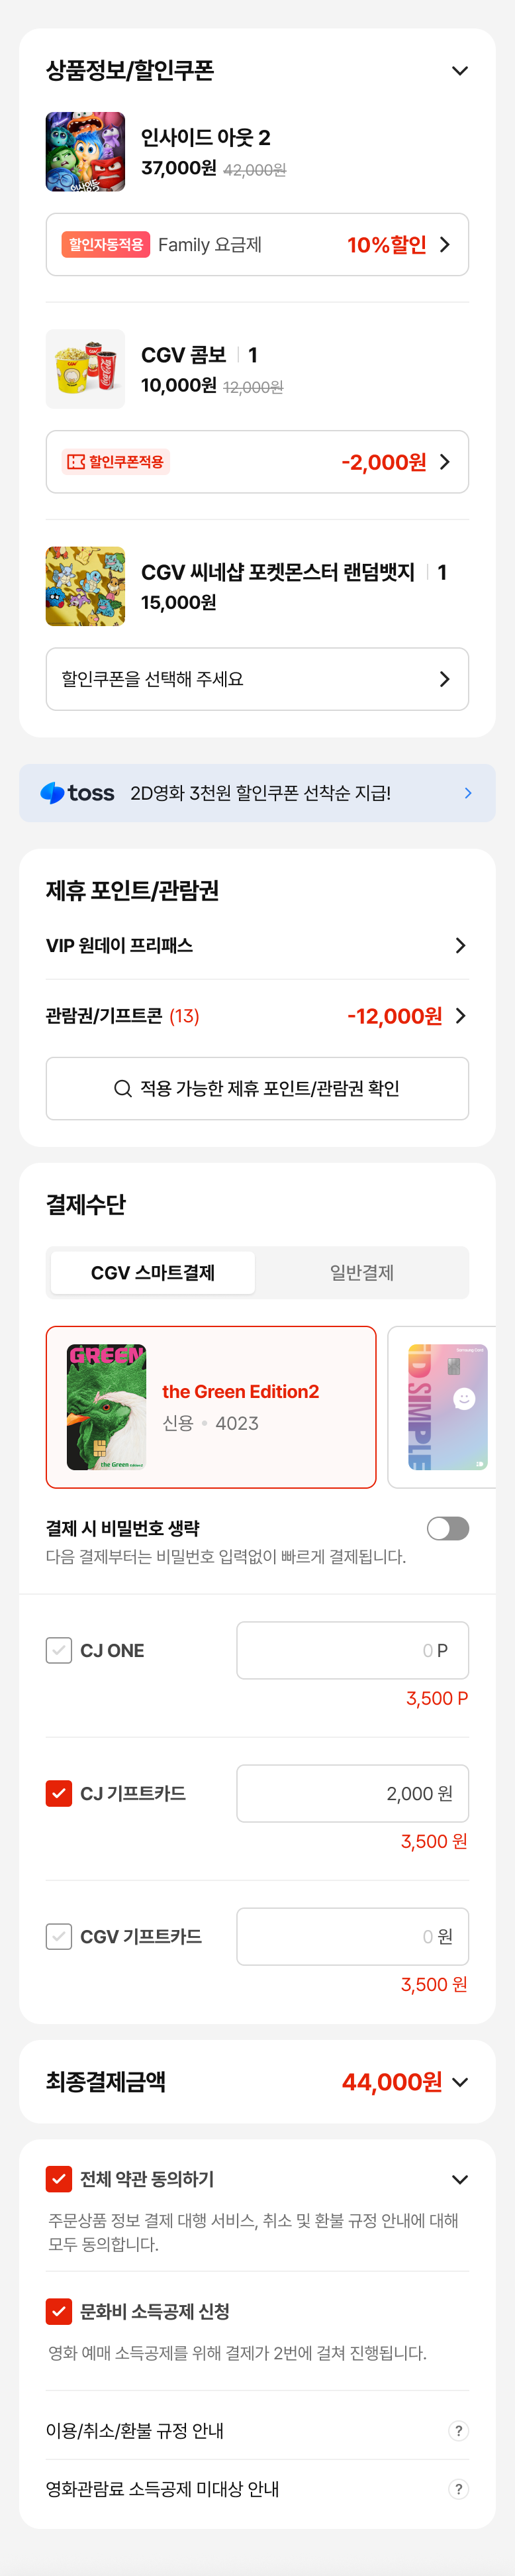 상품정보/할인쿠폰
인사이드 아웃 2
37,000원 42,000원
할인자동적용 Family 요금제 10%할인
CGV 콤보 | 1
10,000원 12,000원
할인쿠폰적용 -2,000원
CGV 씨네샵 포켓몬스터 랜덤뱃지 | 1
15,000원
할인쿠폰을 선택해 주세요
toss 2D영화 3천원 할인쿠폰 선착순 지급!
제휴 포인트/관람권
VIP 원데이 프리패스
관람권/기프트콘 (13) -12,000원
적용 가능한 제휴 포인트/관람권 확인
결제수단
CGV 스마트결제 일반결제
GREEN
the Green Edition2
신용 • 4023
the Green
iD SIMPLE
결제 시 비밀번호 생략
다음 결제부터는 비밀번호 입력없이 빠르게 결제됩니다.
CJ ONE 0 P
3,500 P
CJ 기프트카드 2,000 원
3,500 원
CGV 기프트카드 0 원
3,500 원
최종결제금액 44,000원
전체 약관 동의하기
주문상품 정보 결제 대행 서비스, 취소 및 환불 규정 안내에 대해
모두 동의합니다.
문화비 소득공제 신청
영화 예매 소득공제를 위해 결제가 2번에 걸쳐 진행됩니다.
이용/취소/환불 규정 안내 ?
영화관람료 소득공제 미대상 안내 ?